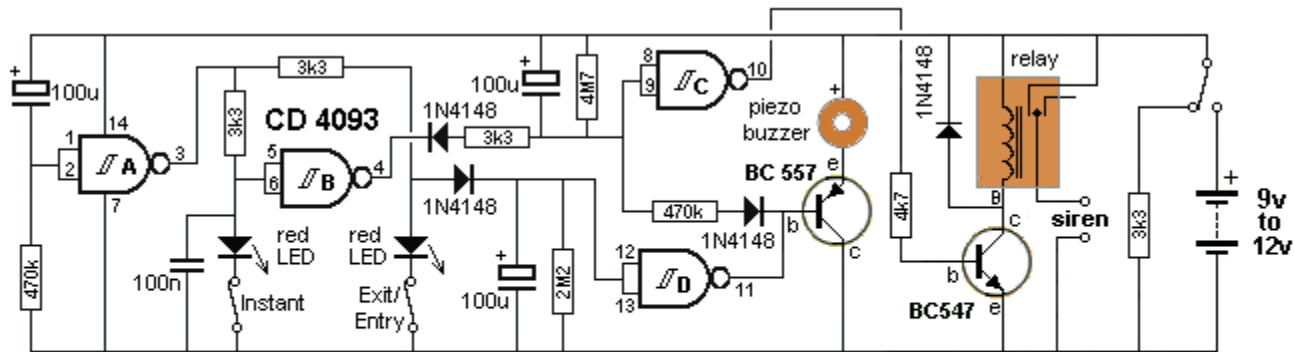 +
100u
1
2
14
A
3
7
470k
3k3
3k3
CD 4093
5
6
B
4
100n
red
LED
Instant
red
LED
Exit/
Entry
1N4148
3k3
1N4148
+
100u
4M7
+
100u
2M2
8
9
C
10
470k
1N4148
12
13
D
11
+
piezo
buzzer
BC 557
e
b
c
4k7
1N4148
relay
B
c
b
e
BC547
siren
3k3
+
9v
to
12v